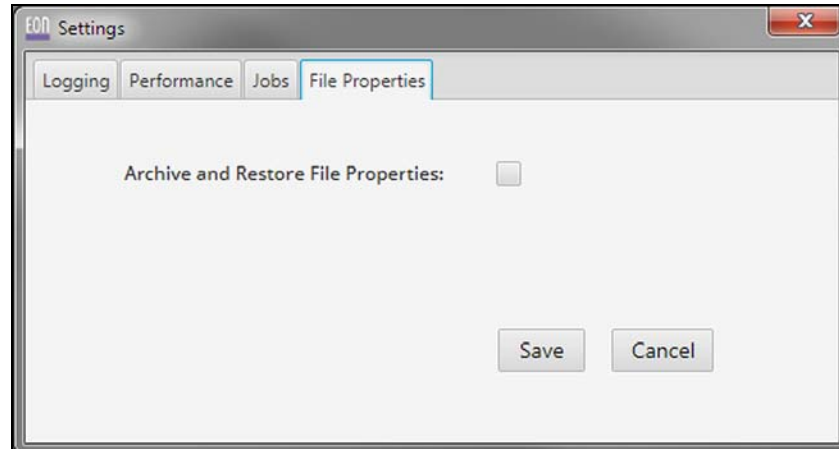 EON Settings
Logging Performance Jobs File Properties
Archive and Restore File Properties:
Save Cancel